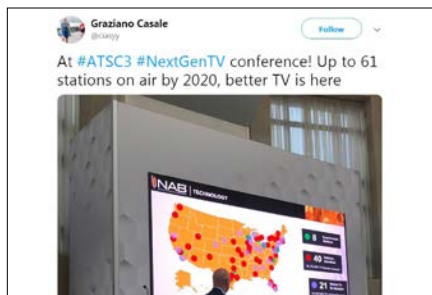 Graziano Casale
@ciaqyy
Follow
At #ATSC3 #NextGenTV conference! Up to 61
stations on air by 2020, better TV is here
NAB TECHNOLOGY
8
40
21